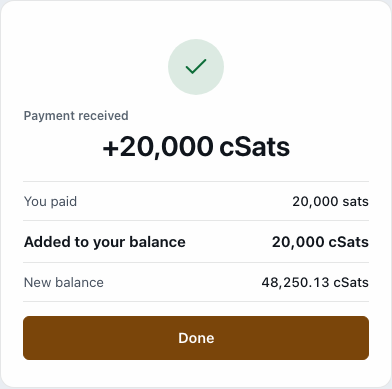 Payment received
+20,000 cSats
You paid 20,000 sats
Added to your balance 20,000 cSats
New balance 48,250.13 cSats
Done